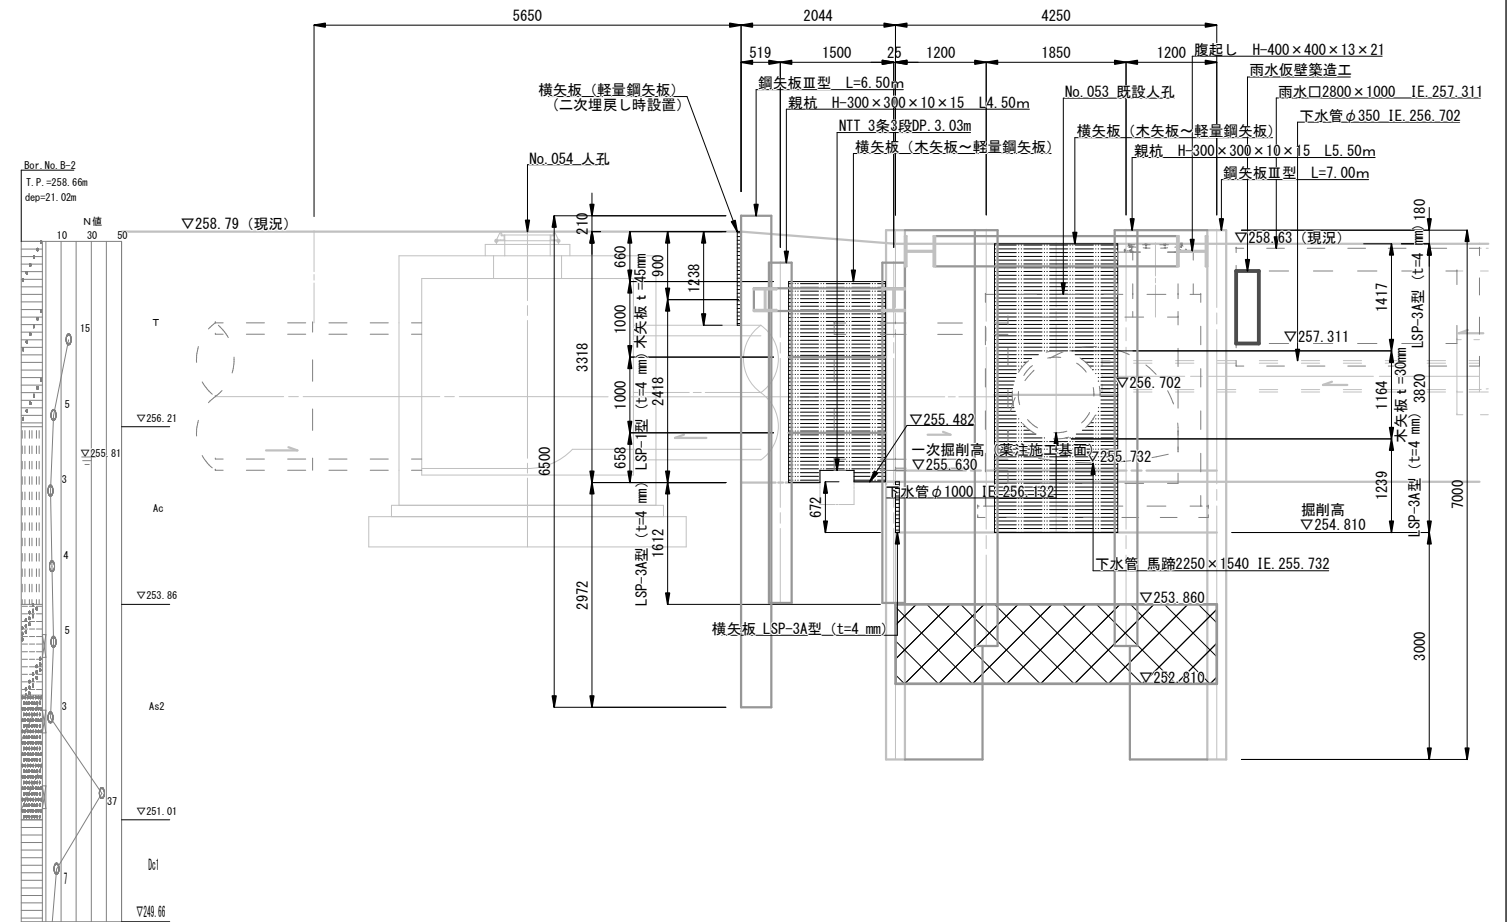 5650
2044
4250
519
1500
25
1200
1850
1200
腹起し H-400×400×13×21
雨水仮壁築造工
鋼矢板Ⅲ型 L=6.50m
横矢板（軽量鋼矢板）
（二次埋戻し時設置）
親杭 H-300×300×10×15 L4.50m
No.053 既設人孔
雨水口2800×1000 IE.257.311
下水管φ350 IE.256.702
NTT 3条3段DP.3.03m
横矢板（木矢板～軽量鋼矢板）
横矢板（木矢板～軽量鋼矢板）
親杭 H-300×300×10×15 L5.50m
No.054 人孔
鋼矢板Ⅲ型 L=7.00m
Bor.No.B-2
T.P.=258.66m
dep=21.02m
N値
10 30 50
▽258.79（現況）
210
180
▽258.63（現況）
660
900
1238
1000
木矢板 t=45mm
3318
1000
2418
LSP-1型 (t=4 mm)
658
6500
LSP-3A型 (t=4 mm)
1612
2972
672
1417
LSP-3A型 (t=4 mm)
▽257.311
1164
木矢板 t=30mm
3820
▽256.702
1239
LSP-3A型 (t=4 mm)
7000
3000
▽255.482
一次掘削高（薬注施工基面）
▽255.630
▽255.732
下水管φ1000 IE.256.132
掘削高
▽254.810
下水管 馬蹄2250×1540 IE.255.732
▽253.860
横矢板 LSP-3A型 (t=4 mm)
▽252.810
15
T
5
▽256.21
▽255.81
3
Ac
4
▽253.86
5
3
As2
37
▽251.01
Dc1
7
▽249.66